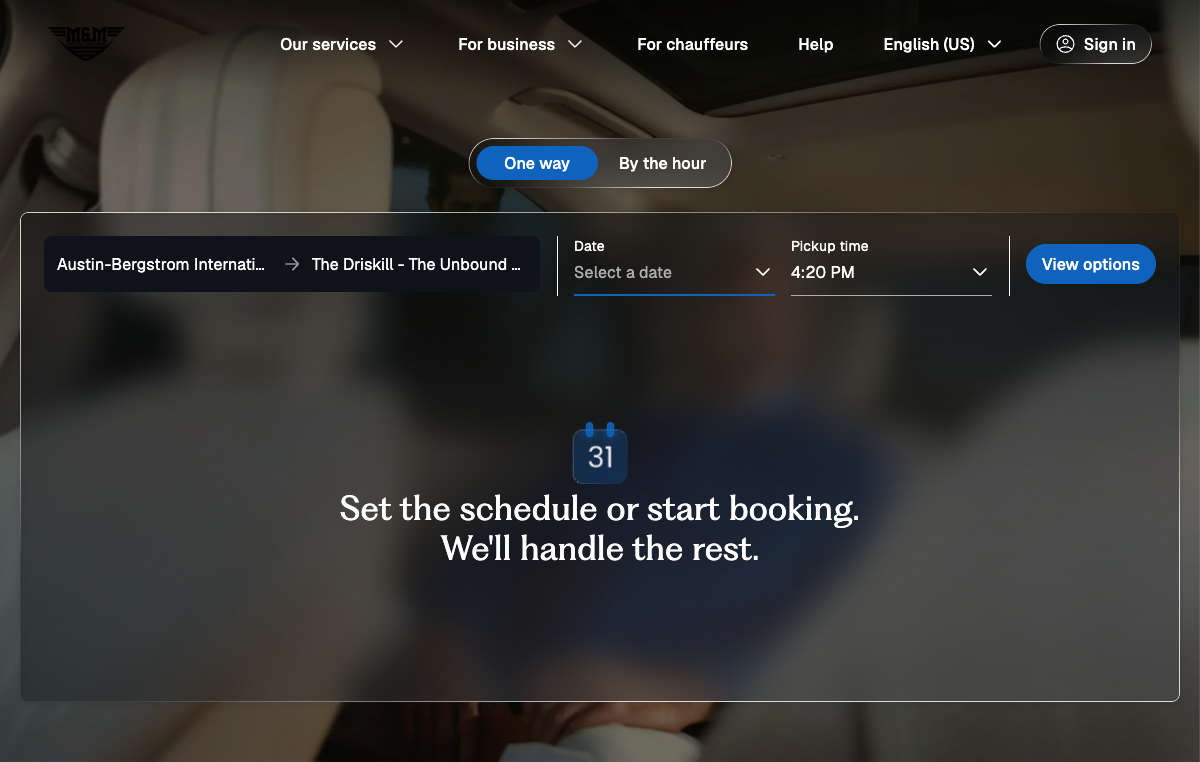 M&M
Our services
For business
For chauffeurs
Help
English (US)
Sign in
One way
By the hour
Austin-Bergstrom Internati...
The Driskill - The Unbound ...
Date
Select a date
Pickup time
4:20 PM
View options
31
Set the schedule or start booking.
We'll handle the rest.